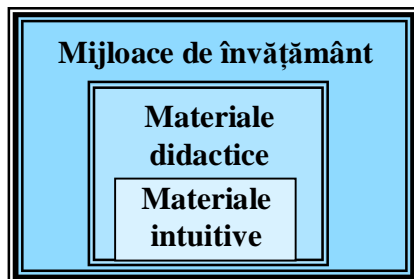 Mijloace de învățământ
Materiale
didactice
Materiale
intuitive